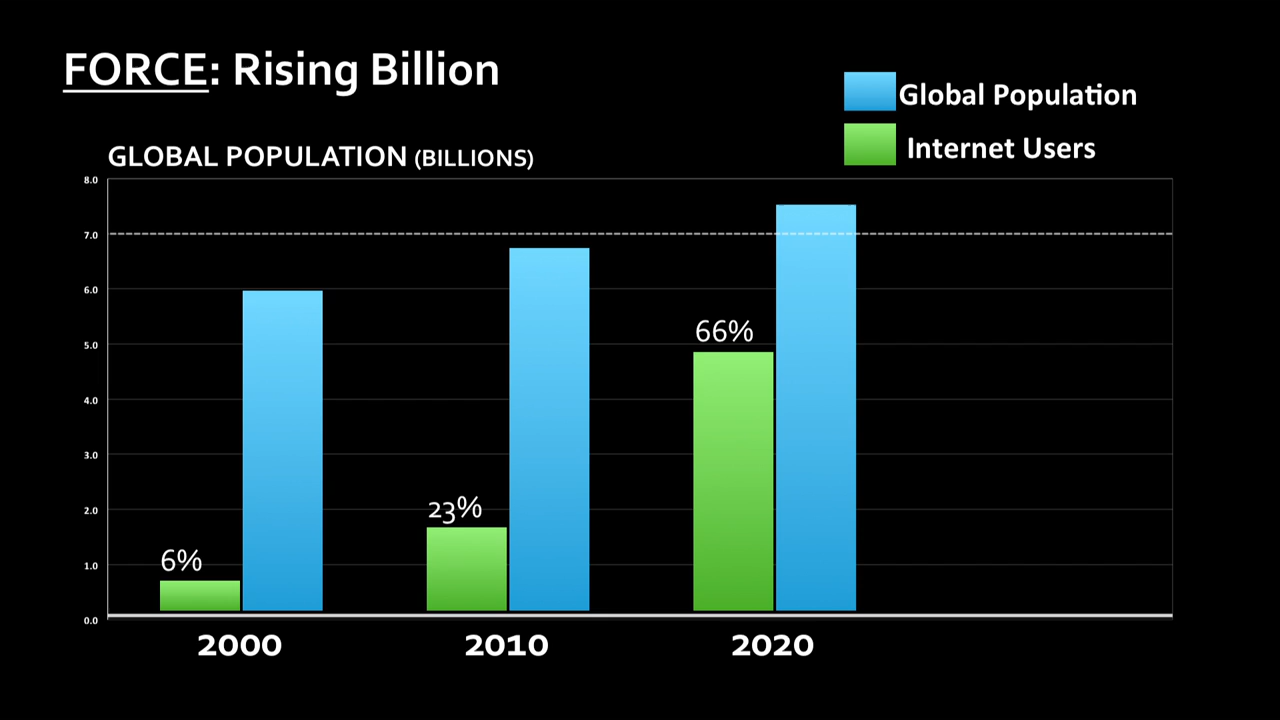 FORCE: Rising Billion
Global Population
Internet Users
GLOBAL POPULATION (BILLIONS)
8.0
7.0
6.0
5.0
4.0
3.0
2.0
1.0
0.0
6%
23%
66%
2000 2010 2020